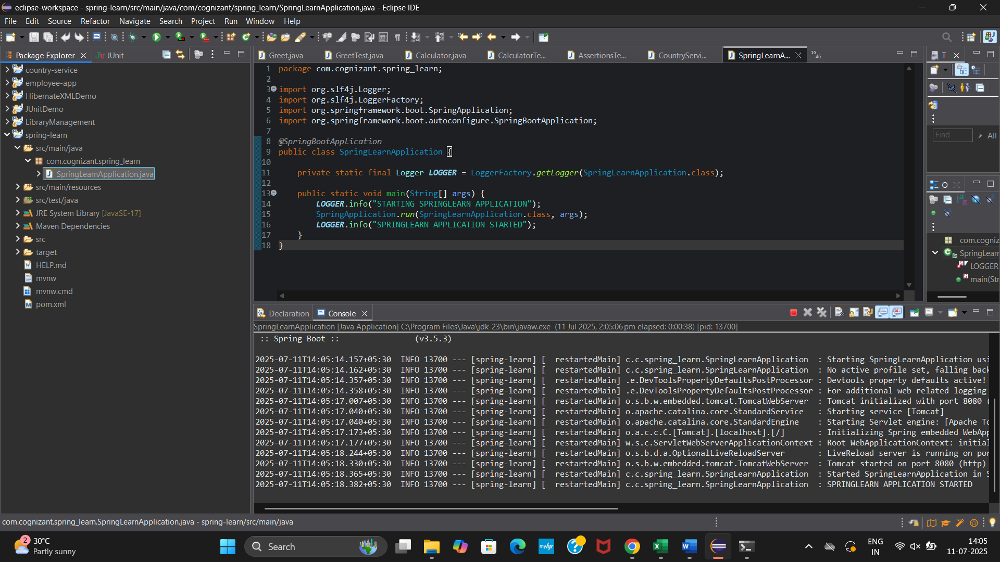 eclipse-workspace - spring-learn/src/main/java/com/cognizant/spring_learn/SpringLearnApplication.java - Eclipse IDE
File Edit Source Refactor Navigate Search Project Run Window Help
Package Explorer
JUnit
country-service
employee-app
HibernateXMLDemo
JUnitDemo
LibraryManagement
spring-learn
src/main/java
com.cognizant.spring_learn
SpringLearnApplication.java
src/main/resources
src/test/java
JRE System Library [JavaSE-17]
Maven Dependencies
src
target
HELP.md
mvnw
mvnw.cmd
pom.xml
Greet.java GreetTest.java Calculator.java CalculatorTe... AssertionsTe... CountryServi... SpringLearnA... 46
1 package com.cognizant.spring_learn;
2
3 import org.slf4j.Logger;
4 import org.slf4j.LoggerFactory;
5 import org.springframework.boot.SpringApplication;
6 import org.springframework.boot.autoconfigure.SpringBootApplication;
7
8 @SpringBootApplication
9 public class SpringLearnApplication {
10
11 private static final Logger LOGGER = LoggerFactory.getLogger(SpringLearnApplication.class);
12
13 public static void main(String[] args) {
14 LOGGER.info("STARTING SPRINGLEARN APPLICATION");
15 SpringApplication.run(SpringLearnApplication.class, args);
16 LOGGER.info("SPRINGLEARN APPLICATION STARTED");
17 }
18 }
T
Find
All
O
com.cogniz
SpringLearn
LOGGER
main(Str
Declaration Console
SpringLearnApplication [Java Application] C:\Program Files\Java\jdk-23\bin\javaw.exe (11 Jul 2025, 2:05:06 pm elapsed: 0:00:38) [pid: 13700]
:: Spring Boot :: (v3.5.3)
2025-07-11T14:05:14.157+05:30 INFO 13700 --- [spring-learn] [ restartedMain] c.c.spring_learn.SpringLearnApplication : Starting SpringLearnApplication usi
2025-07-11T14:05:14.162+05:30 INFO 13700 --- [spring-learn] [ restartedMain] c.c.spring_learn.SpringLearnApplication : No active profile set, falling back
2025-07-11T14:05:14.357+05:30 INFO 13700 --- [spring-learn] [ restartedMain] .e.DevToolsPropertyDefaultsPostProcessor : Devtools property defaults active!
2025-07-11T14:05:14.358+05:30 INFO 13700 --- [spring-learn] [ restartedMain] .e.DevToolsPropertyDefaultsPostProcessor : For additional web related logging
2025-07-11T14:05:17.007+05:30 INFO 13700 --- [spring-learn] [ restartedMain] o.s.b.w.embedded.tomcat.TomcatWebServer : Tomcat initialized with port 8080 (
2025-07-11T14:05:17.040+05:30 INFO 13700 --- [spring-learn] [ restartedMain] o.apache.catalina.core.StandardService : Starting service [Tomcat]
2025-07-11T14:05:17.040+05:30 INFO 13700 --- [spring-learn] [ restartedMain] o.apache.catalina.core.StandardEngine : Starting Servlet engine: [Apache To
2025-07-11T14:05:17.173+05:30 INFO 13700 --- [spring-learn] [ restartedMain] o.a.c.c.C.[Tomcat].[localhost].[/] : Initializing Spring embedded WebApp
2025-07-11T14:05:17.177+05:30 INFO 13700 --- [spring-learn] [ restartedMain] w.s.c.ServletWebServerApplicationContext : Root WebApplicationContext: initial
2025-07-11T14:05:18.244+05:30 INFO 13700 --- [spring-learn] [ restartedMain] o.s.b.d.a.OptionalLiveReloadServer : LiveReload server is running on por
2025-07-11T14:05:18.330+05:30 INFO 13700 --- [spring-learn] [ restartedMain] o.s.b.w.embedded.tomcat.TomcatWebServer : Tomcat started on port 8080 (http)
2025-07-11T14:05:18.365+05:30 INFO 13700 --- [spring-learn] [ restartedMain] c.c.spring_learn.SpringLearnApplication : Started SpringLearnApplication in 5
2025-07-11T14:05:18.382+05:30 INFO 13700 --- [spring-learn] [ restartedMain] c.c.spring_learn.SpringLearnApplication : SPRINGLEARN APPLICATION STARTED
com.cognizant.spring_learn.SpringLearnApplication.java - spring-learn/src/main/java
2
30°C
Partly sunny
Search
myhp
ENG
IN
14:05
11-07-2025